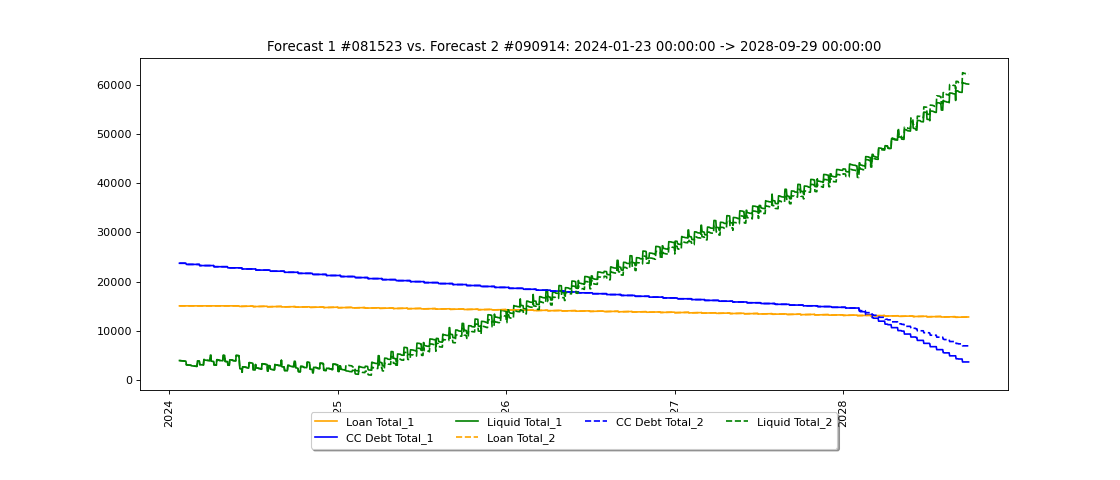 Forecast 1 #081523 vs. Forecast 2 #090914: 2024-01-23 00:00:00 -> 2028-09-29 00:00:00
60000
50000
40000
30000
20000
10000
0
2024
25
26
27
2028
Loan Total_1
Liquid Total_1
CC Debt Total_2
Liquid Total_2
CC Debt Total_1
Loan Total_2